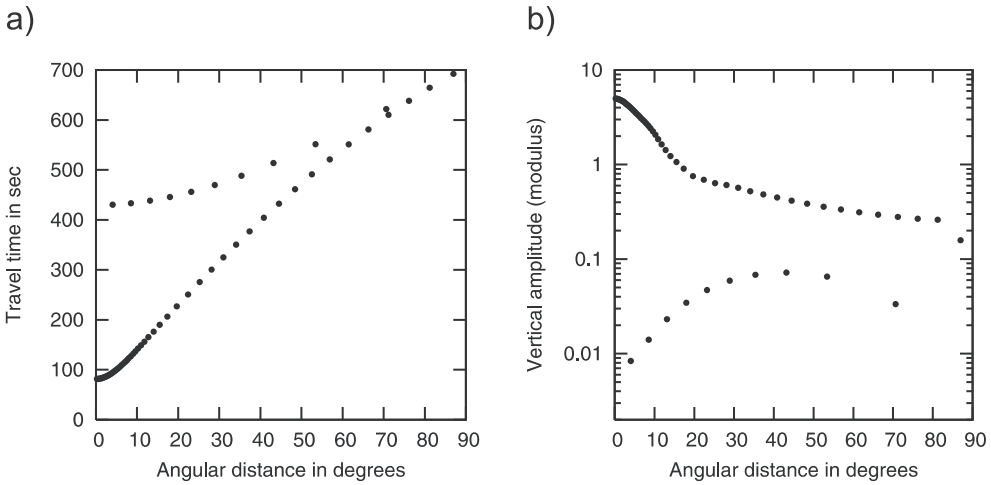 a)
700
600
500
400
300
200
100
0
Travel time in sec
0 10 20 30 40 50 60 70 80 90
Angular distance in degrees
b)
10
1
0.1
0.01
Vertical amplitude (modulus)
0 10 20 30 40 50 60 70 80 90
Angular distance in degrees